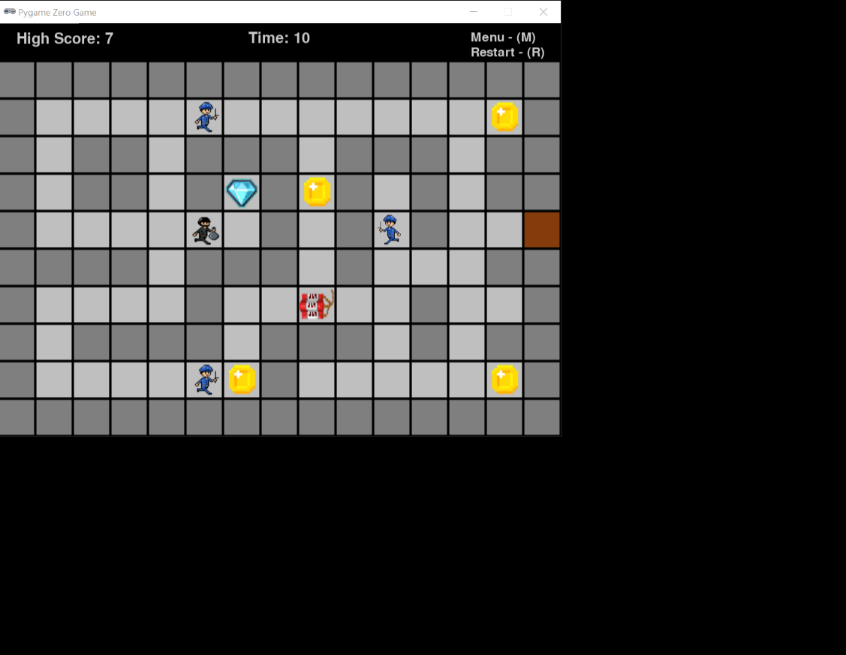 Pygame Zero Game
High Score: 7
Time: 10
Menu - (M)
Restart - (R)